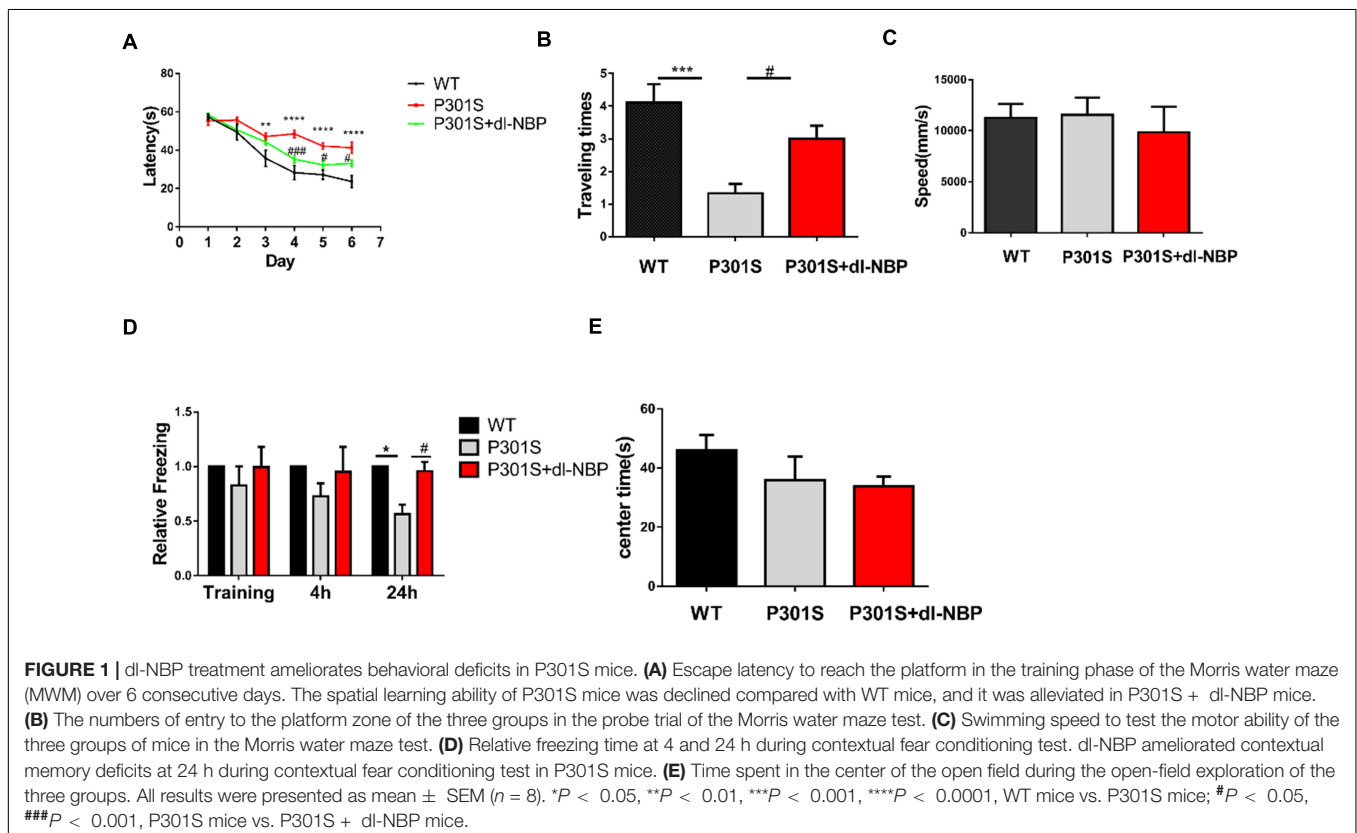 A
80
60
40
20
0
Latency(s)
0 1 2 3 4 5 6 7
Day
** **** **** ****
### # #
WT
P301S
P301S+dl-NBP
B
*** #
5
4
3
2
1
0
Traveling times
WT P301S P301S+dl-NBP
C
15000
10000
5000
0
Speed(mm/s)
WT P301S P301S+dl-NBP
D
1.5
1.0
0.5
0.0
Relative Freezing
* #
Training 4h 24h
WT
P301S
P301S+dl-NBP
E
60
40
20
0
center time(s)
WT P301S P301S+dl-NBP
FIGURE 1 | dl-NBP treatment ameliorates behavioral deficits in P301S mice. (A) Escape latency to reach the platform in the training phase of the Morris water maze
(MWM) over 6 consecutive days. The spatial learning ability of P301S mice was declined compared with WT mice, and it was alleviated in P301S + dl-NBP mice.
(B) The numbers of entry to the platform zone of the three groups in the probe trial of the Morris water maze test. (C) Swimming speed to test the motor ability of the
three groups of mice in the Morris water maze test. (D) Relative freezing time at 4 and 24 h during contextual fear conditioning test. dl-NBP ameliorated contextual
memory deficits at 24 h during contextual fear conditioning test in P301S mice. (E) Time spent in the center of the open field during the open-field exploration of the
three groups. All results were presented as mean ± SEM (n = 8). *P < 0.05, **P < 0.01, ***P < 0.001, ****P < 0.0001, WT mice vs. P301S mice; #P < 0.05,
###P < 0.001, P301S mice vs. P301S + dl-NBP mice.